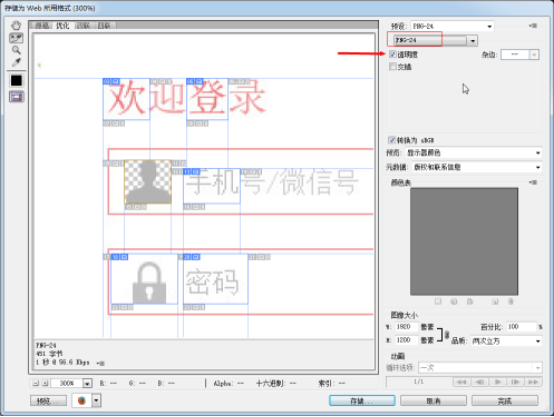 存储为 Web 所用格式 (300%)
原稿 优化 双联 四联
欢迎登录
手机号/微信号
密码
PNG-24
451 字节
1 秒 @ 56.6 Kbps
300%
R: -- G: -- B: -- Alpha: -- 十六进制: -- 索引: --
预览...
预设: PNG-24
PNG-24
透明度 杂边: --
交错
转换为 sRGB
预览: 显示器颜色
元数据: 版权和联系信息
颜色表
图像大小
W: 1920 像素 百分比: 100 %
H: 1200 像素 品质: 两次立方
动画
循环选项: 一次
1/1
存储... 取消 完成